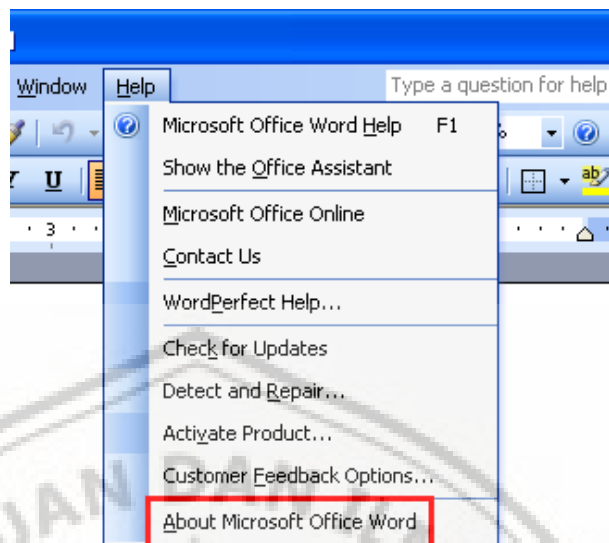 Window Help Type a question for help
Microsoft Office Word Help F1
%
Show the Office Assistant
U
Microsoft Office Online
3
Contact Us
WordPerfect Help...
Check for Updates
Detect and Repair...
Activate Product...
Customer Feedback Options...
About Microsoft Office Word